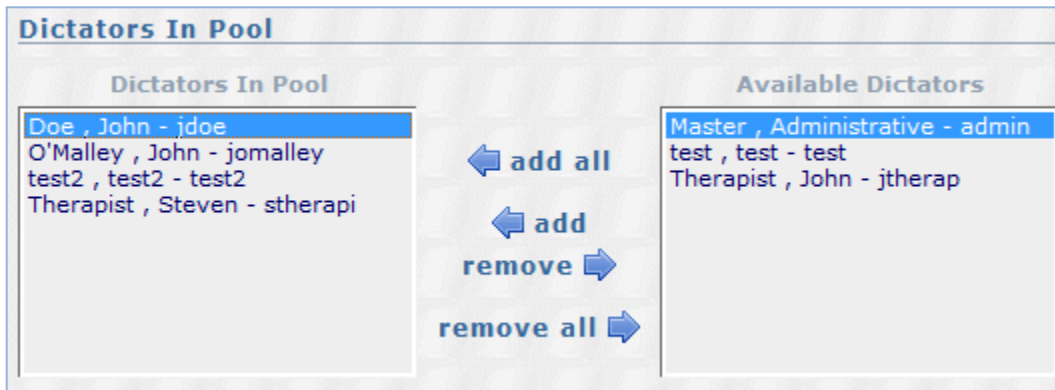 Dictators In Pool
Dictators In Pool
Doe , John - jdoe
O'Malley , John - jomalley
test2 , test2 - test2
Therapist , Steven - stherapi
add all
add
remove
remove all
Available Dictators
Master , Administrative - admin
test , test - test
Therapist , John - jtherap